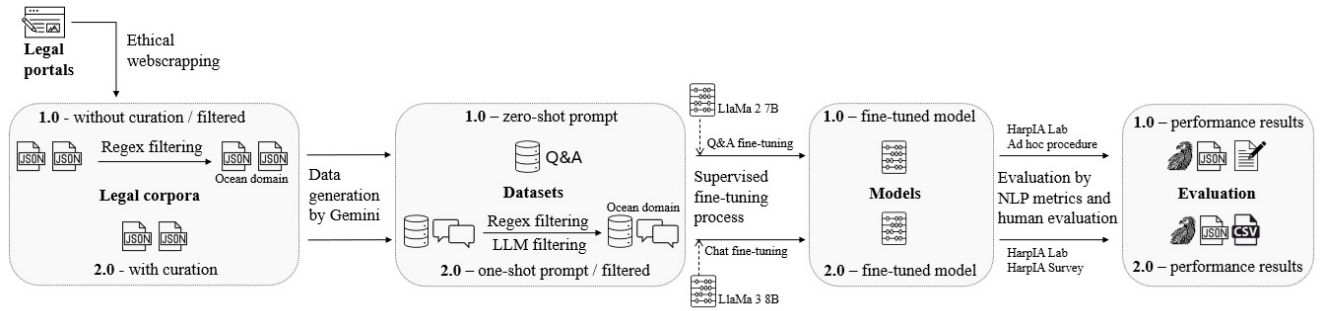 Legal
portals
Ethical
webscrapping
1.0 - without curation / filtered
JSON JSON
Regex filtering
JSON JSON
Ocean domain
Legal corpora
JSON JSON
2.0 - with curation
Data
generation
by Gemini
1.0 – zero-shot prompt
Q&A
Datasets
Ocean domain
Regex filtering
LLM filtering
2.0 – one-shot prompt / filtered
LlaMa 2 7B
Q&A fine-tuning
Supervised
fine-tuning
process
Chat fine-tuning
LlaMa 3 8B
1.0 – fine-tuned model
Models
2.0 – fine-tuned model
HarpIA Lab
Ad hoc procedure
Evaluation by
NLP metrics and
human evaluation
HarpIA Lab
HarpIA Survey
1.0 – performance results
JSON
Evaluation
JSON CSV
2.0 – performance results